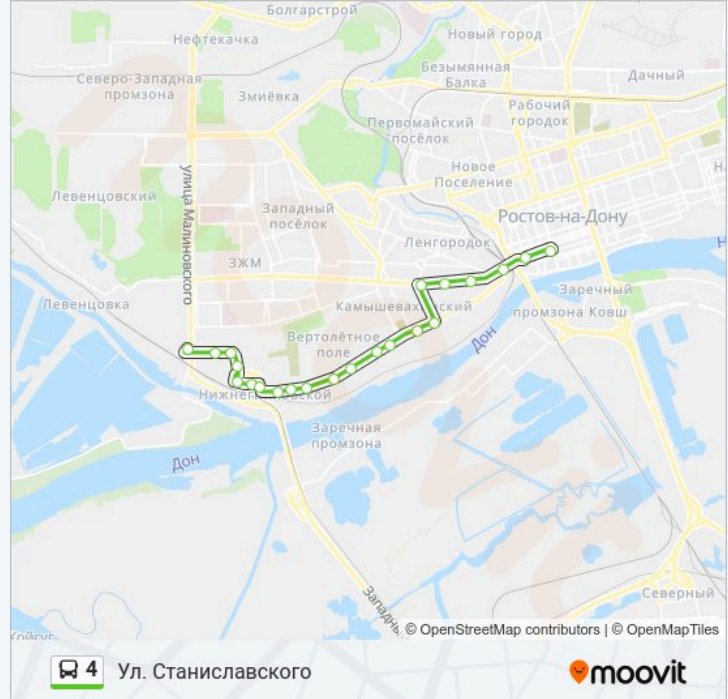 Болгарстрой
Новый город
Нефтекачка
Безымянная
Балка
Дачный
Северо-Западная
промзона
Змиёвка
Рабочий
городок
Первомайский
посёлок
Новое
Поселение
улица Малиновского
Левенцовский
Западный
посёлок
Ростов-на-Дону
Ленгородок
ЗЖМ
Заречный
Левенцовка
Камышевахский
промзона Ковш
Вертолётное
поле
Дон
Заречная
промзона
Дон
Северный
© OpenStreetMap contributors | © OpenMapTiles
4 Ул. Станиславского
moovit